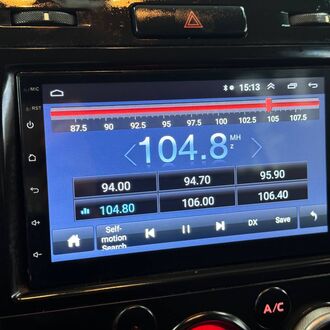 MIC
15:13
RST
87.5 90 92.5 95 97.5 100 102.5 105 107.5
104.8 MH
z
94.00 94.70 95.90
104.80 106.00 106.40
Self-
motion
Search
DX Save
A/C